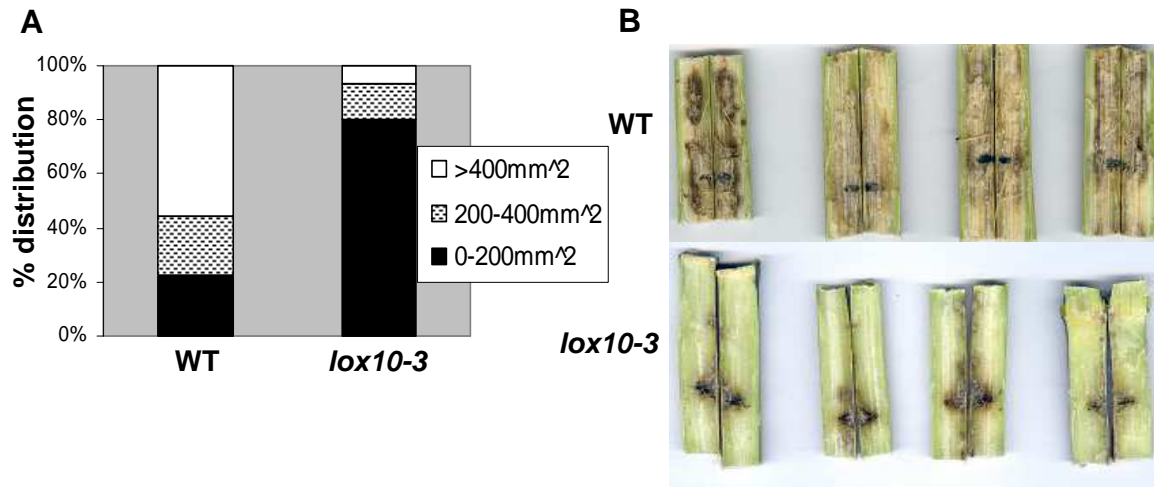 A
100%
80%
60%
40%
20%
0%
% distribution
WT
lox10-3
>400mm^2
200-400mm^2
0-200mm^2
B
WT
lox10-3